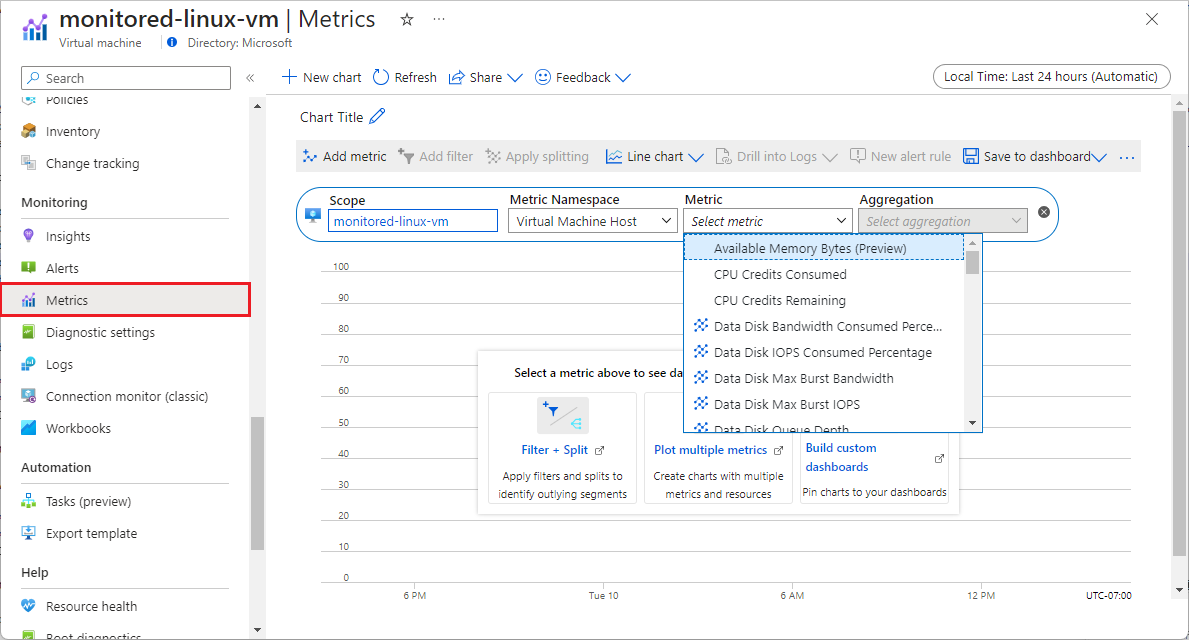 monitored-linux-vm | Metrics
Virtual machine
Directory: Microsoft
Search
Policies
Inventory
Change tracking
Monitoring
Insights
Alerts
Metrics
Diagnostic settings
Logs
Connection monitor (classic)
Workbooks
Automation
Tasks (preview)
Export template
Help
Resource health
Boot diagnostics
New chart
Refresh
Share
Feedback
Local Time: Last 24 hours (Automatic)
Chart Title
Add metric
Add filter
Apply splitting
Line chart
Drill into Logs
New alert rule
Save to dashboard
Scope
monitored-linux-vm
Metric Namespace
Virtual Machine Host
Metric
Select metric
Aggregation
Select aggregation
Available Memory Bytes (Preview)
CPU Credits Consumed
CPU Credits Remaining
Data Disk Bandwidth Consumed Perce...
Data Disk IOPS Consumed Percentage
Data Disk Max Burst Bandwidth
Data Disk Max Burst IOPS
Data Disk Queue Depth
100
90
80
70
60
50
40
30
20
10
0
Select a metric above to see da
Filter + Split
Apply filters and splits to
identify outlying segments
Plot multiple metrics
Create charts with multiple
metrics and resources
Build custom
dashboards
Pin charts to your dashboards
6 PM
Tue 10
6 AM
12 PM
UTC-07:00